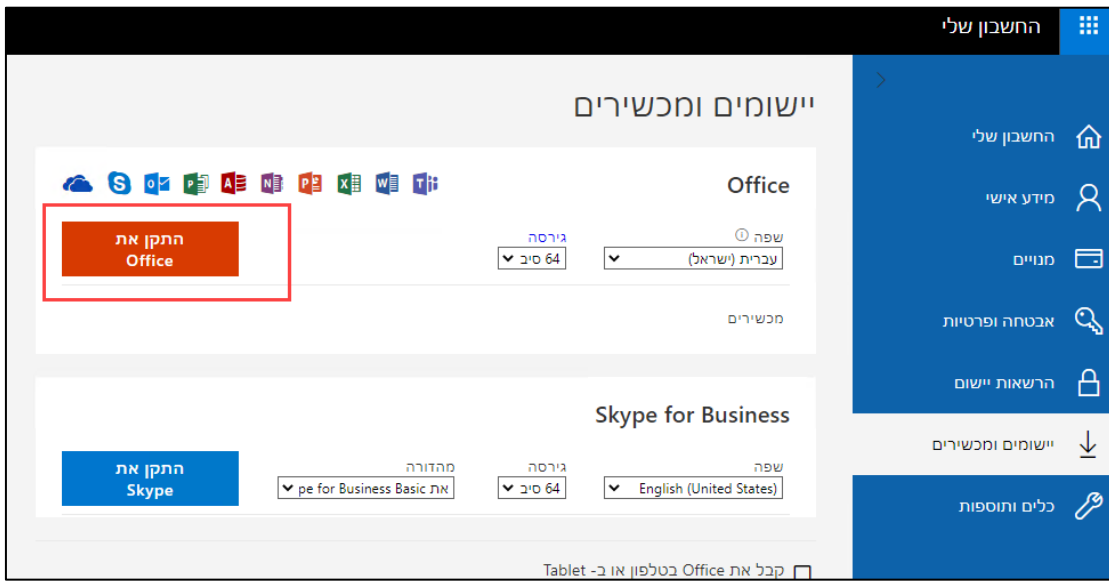 החשבון שלי
החשבון שלי
מידע אישי
מנויים
אבטחה ופרטיות
הרשאות יישום
יישומים ומכשירים
כלים ותוספות
יישומים ומכשירים
Office
שפה
עברית (ישראל)
גירסה
64 סיב
התקן את
Office
מכשירים
Skype for Business
שפה
English (United States)
גירסה
64 סיב
מהדורה
את pe for Business Basic
התקן את
Skype
קבל את Office בטלפון או ב- Tablet